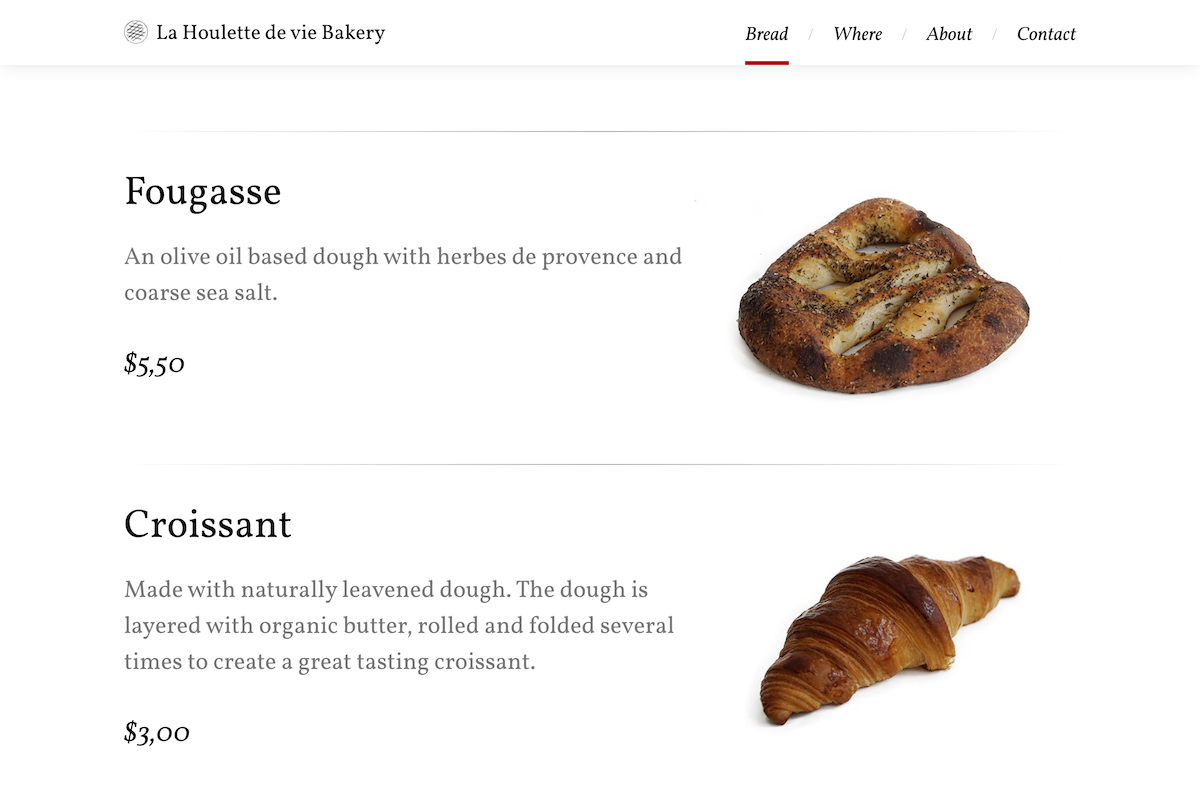 La Houlette de vie Bakery
Bread / Where / About / Contact
Fougasse
An olive oil based dough with herbes de provence and
coarse sea salt.
$5,50
Croissant
Made with naturally leavened dough. The dough is
layered with organic butter, rolled and folded several
times to create a great tasting croissant.
$3,00